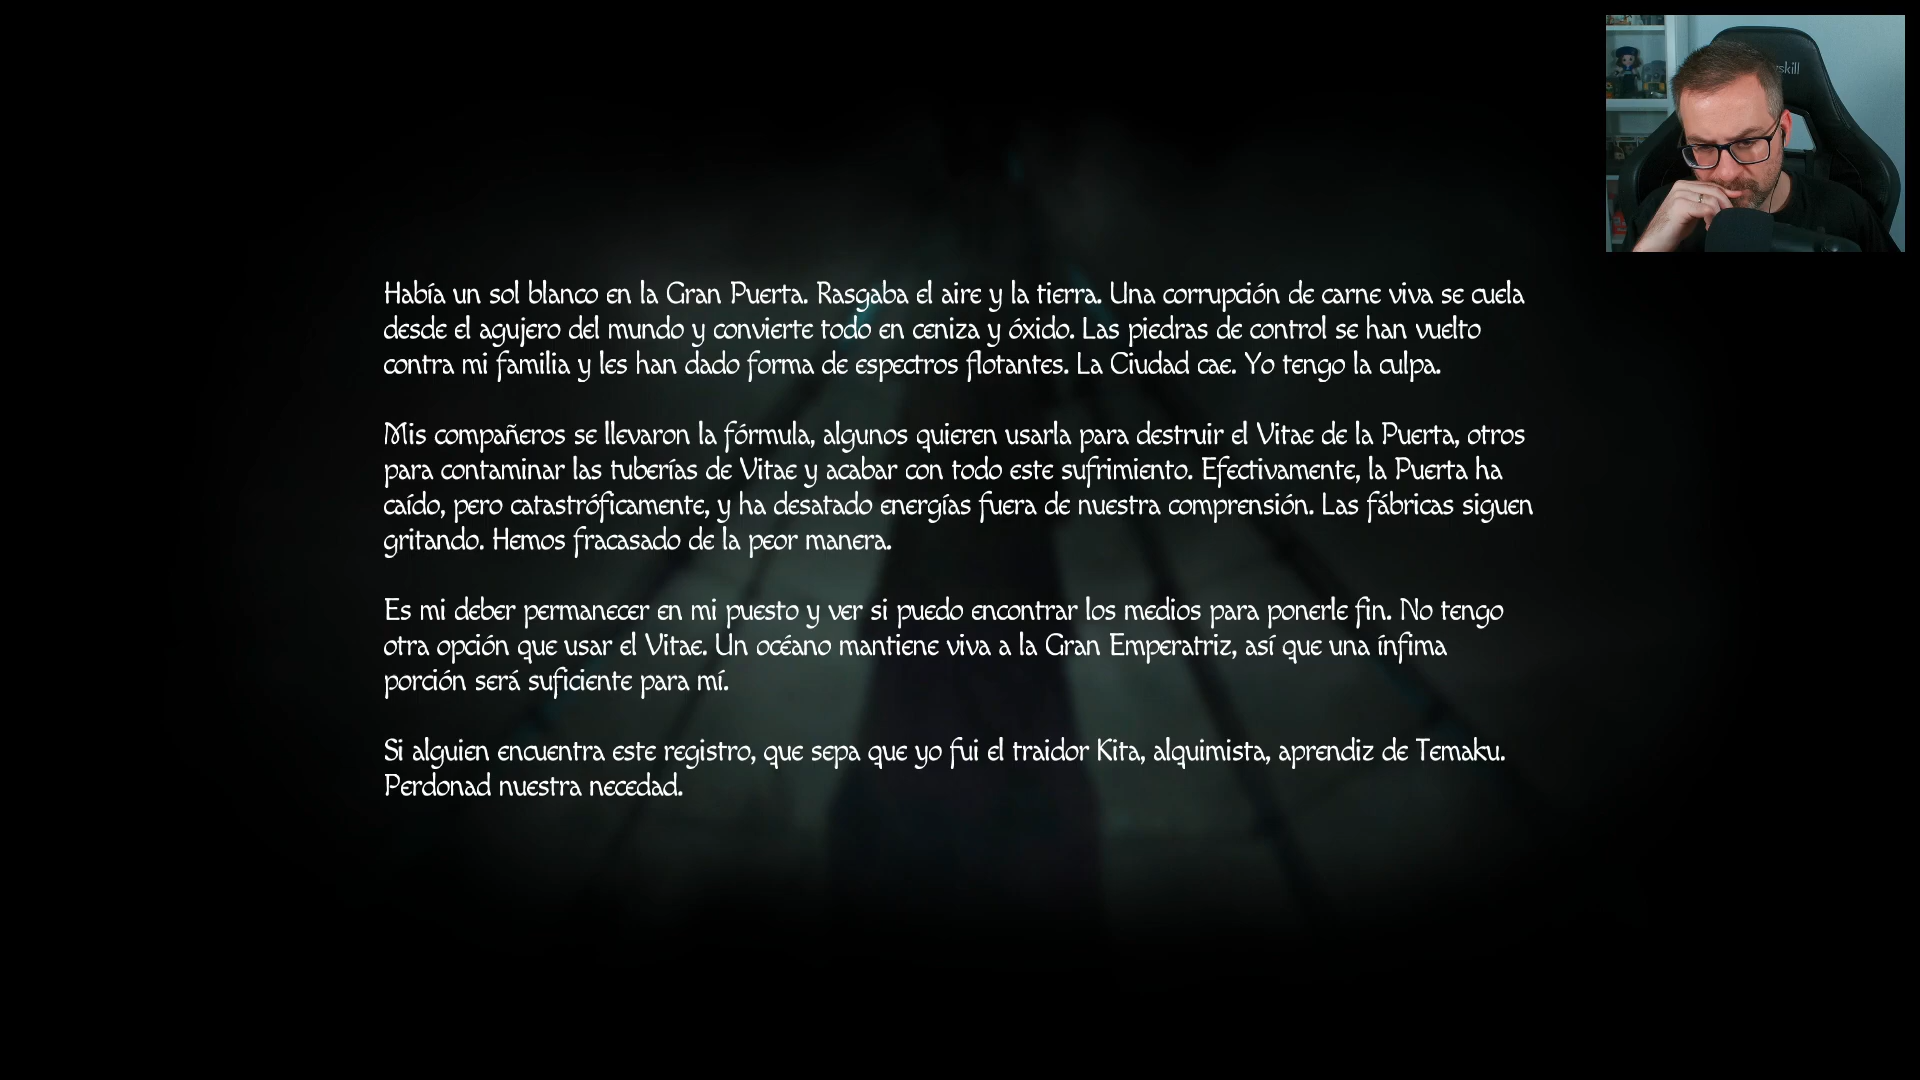 Había un sol blanco en la Gran Puerta. Rasgaba el aire y la tierra. Una corrupción de carne viva se cuela
desde el agujero del mundo y convierte todo en ceniza y óxido. Las piedras de control se han vuelto
contra mi familia y les han dado forma de espectros flotantes. La Ciudad cae. Yo tengo la culpa.
Mis compañeros se llevaron la fórmula, algunos quieren usarla para destruir el Vitae de la Puerta, otros
para contaminar las tuberías de Vitae y acabar con todo este sufrimiento. Efectivamente, la Puerta ha
caído, pero catastróficamente, y ha desatado energías fuera de nuestra comprensión. Las fábricas siguen
gritando. Hemos fracasado de la peor manera.
Es mi deber permanecer en mi puesto y ver si puedo encontrar los medios para ponerle fin. No tengo
otra opción que usar el Vitae. Un océano mantiene viva a la Gran Emperatriz, así que una ínfima
porción será suficiente para mí.
Si alguien encuentra este registro, que sepa que yo fui el traidor Kita, alquimista, aprendiz de Temaku.
Perdonad nuestra necedad.